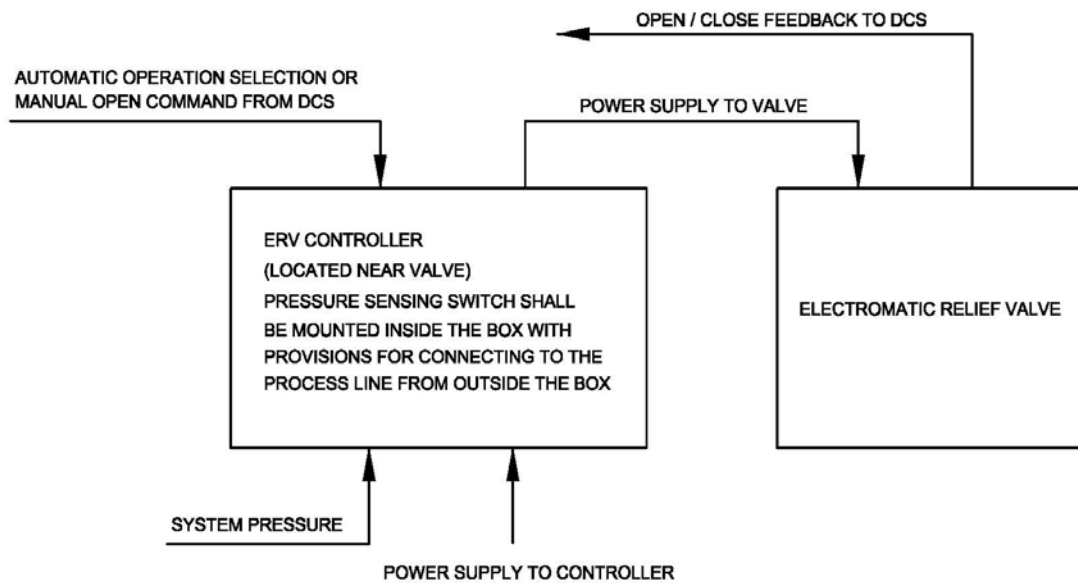 OPEN / CLOSE FEEDBACK TO DCS
AUTOMATIC OPERATION SELECTION OR
MANUAL OPEN COMMAND FROM DCS
POWER SUPPLY TO VALVE
ERV CONTROLLER
(LOCATED NEAR VALVE)
PRESSURE SENSING SWITCH SHALL
BE MOUNTED INSIDE THE BOX WITH
PROVISIONS FOR CONNECTING TO THE
PROCESS LINE FROM OUTSIDE THE BOX
ELECTROMATIC RELIEF VALVE
SYSTEM PRESSURE
POWER SUPPLY TO CONTROLLER